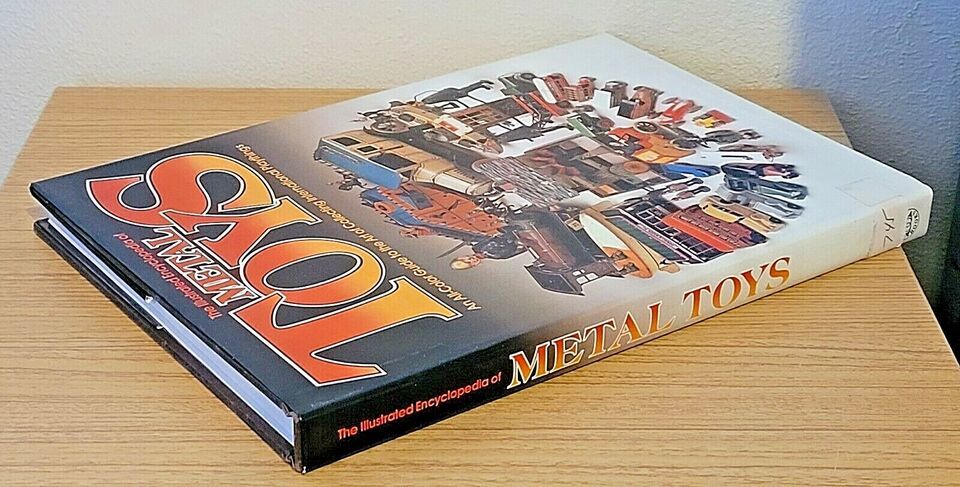 The Illustrated Encyclopedia of
METAL
TOYS
An All-Color Guide to the Art of Collecting International Playthings
The Illustrated Encyclopedia of METAL TOYS